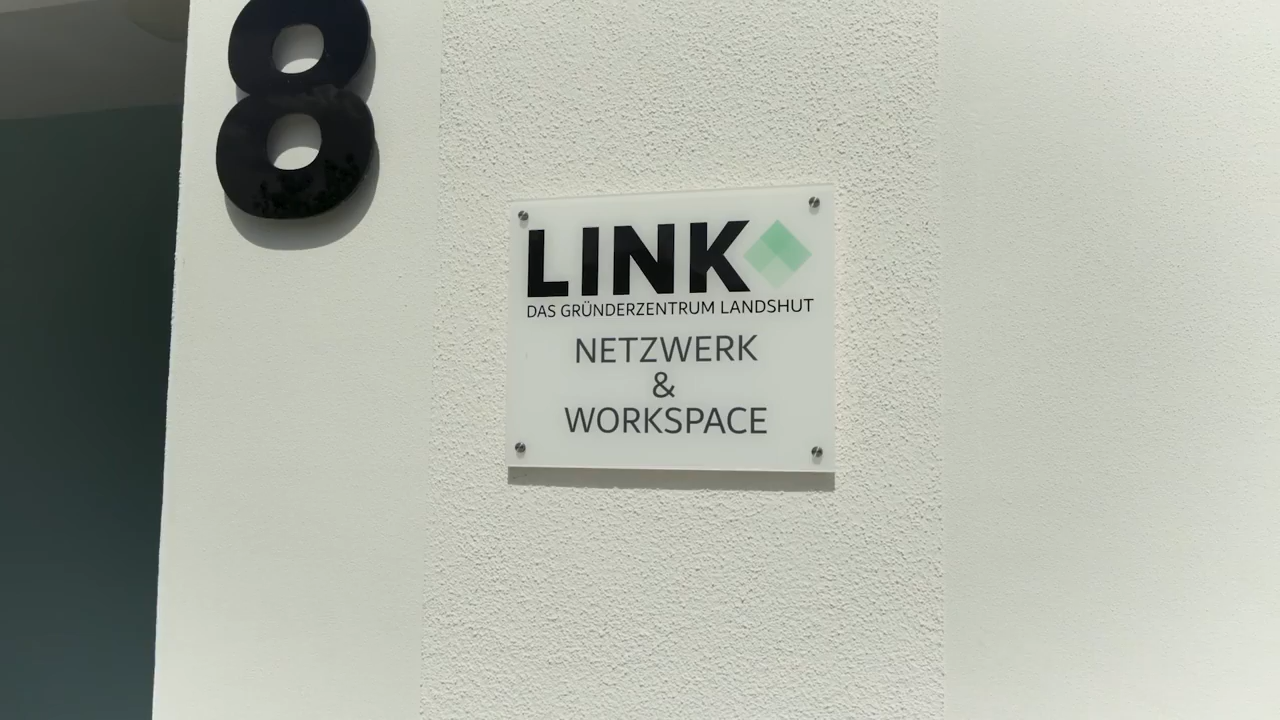 8
LINK
DAS GRÜNDERZENTRUM LANDSHUT
NETZWERK
&
WORKSPACE